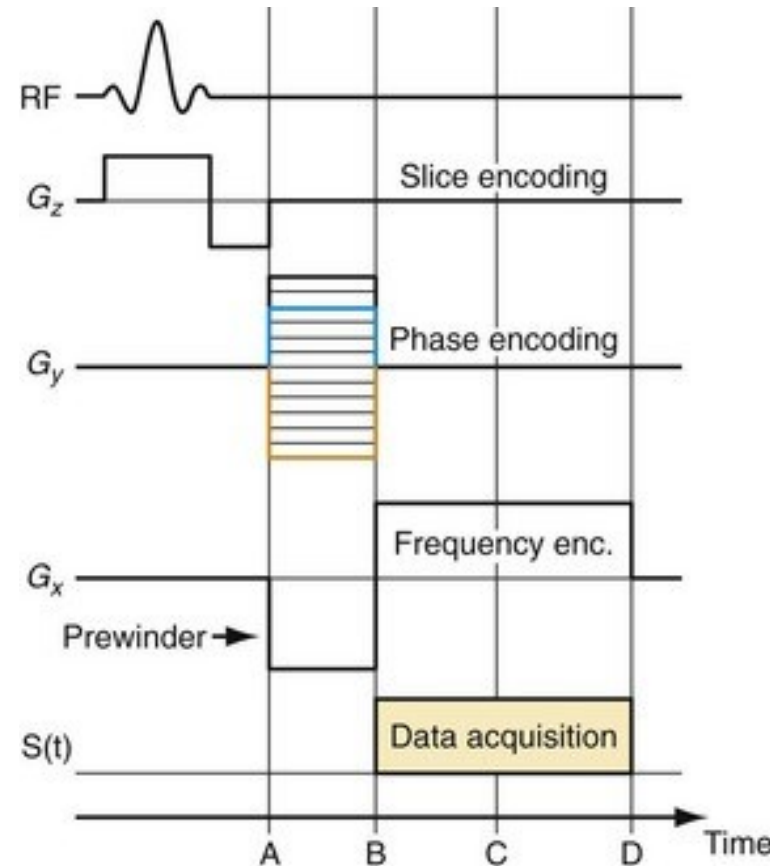 RF
Slice encoding
Gz
Phase encoding
Gy
Frequency enc.
Gx
Prewinder
Data acquisition
S(t)
A B C D Time